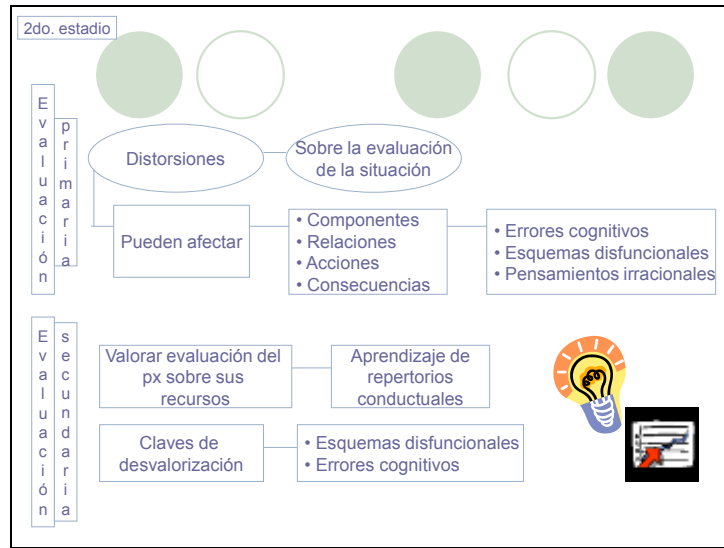 2do. estadio
Evaluación
primaria
Distorsiones
Sobre la evaluación
de la situación
Pueden afectar
• Componentes
• Relaciones
• Acciones
• Consecuencias
• Errores cognitivos
• Esquemas disfuncionales
• Pensamientos irracionales
Evaluación
secundaria
Valorar evaluación del
px sobre sus
recursos
Aprendizaje de
repertorios
conductuales
Claves de
desvalorización
• Esquemas disfuncionales
• Errores cognitivos